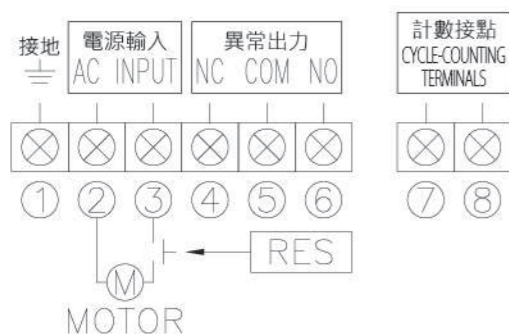 接地
電源輸入
AC INPUT
異常出力
NC COM NO
計數接點
CYCLE-COUNTING
TERMINALS
① ② ③ ④ ⑤ ⑥ ⑦ ⑧
M
RES
MOTOR